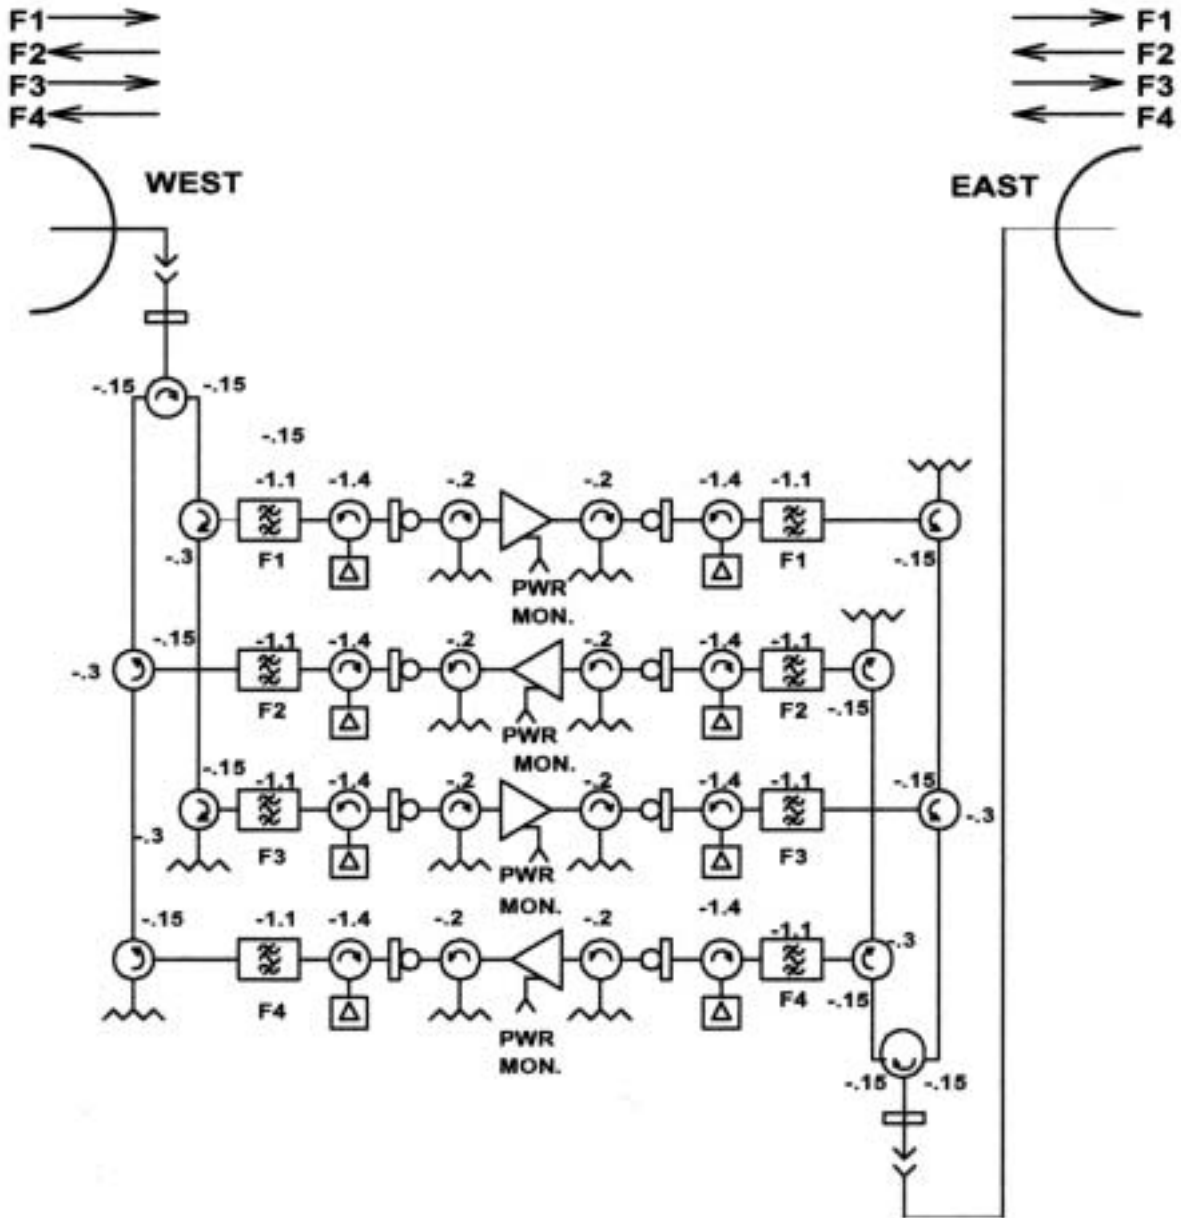 F1 F1
F2 F2
F3 F3
F4 F4
WEST EAST
-.15 -.15
-.15
-1.1 -1.4 -.2 -.2 -1.4 -1.1
-.3 F1 F1 -.15
PWR
MON.
-.15 -1.1 -1.4 -.2 -.2 -1.4 -1.1
-.3
F2 F2 -.15
PWR
MON.
-.15 -1.1 -1.4 -.2 -.2 -1.4 -1.1 -.15
-.3
-.3 F3 F3
PWR
MON.
-.15 -1.1 -1.4 -.2 -.2 -1.4
-1.1 -.3
F4 F4 -.15
PWR
MON.
-.15 -.15